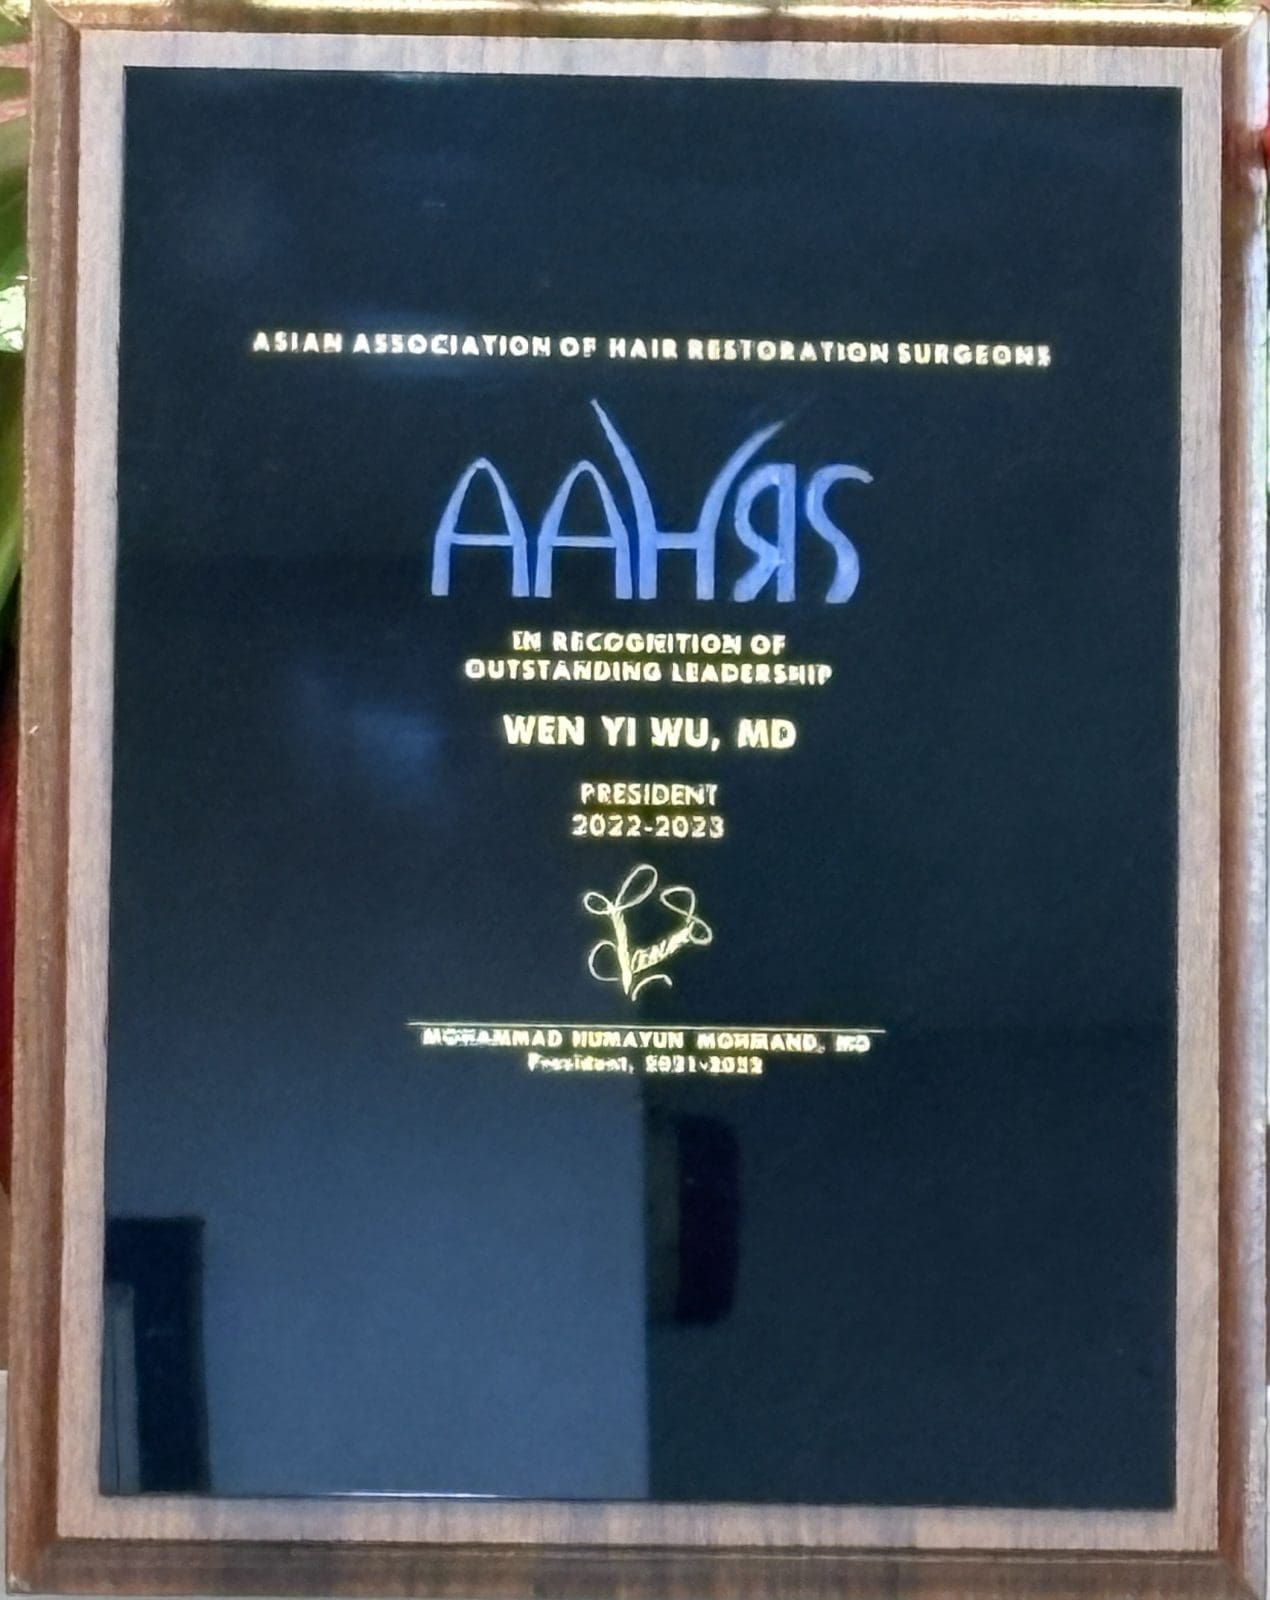 ASIAN ASSOCIATION OF HAIR RESTORATION SURGEONS
AAHRS
IN RECOGNITION OF
OUTSTANDING LEADERSHIP
WEN YI WU, MD
PRESIDENT
2022-2023
MOHAMMAD HUMAYUN MOHMAND, MD
President, 2021-2022